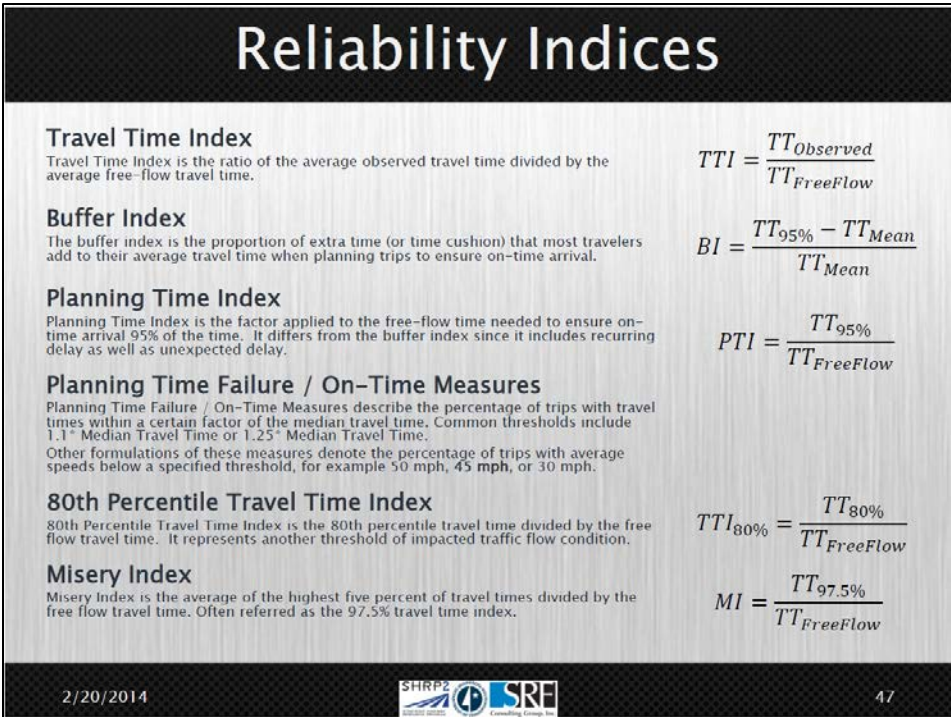 Reliability Indices
Travel Time Index
Travel Time Index is the ratio of the average observed travel time divided by the
average free-flow travel time.
TTI = TT_Observed / TT_FreeFlow
Buffer Index
The buffer index is the proportion of extra time (or time cushion) that most travelers
add to their average travel time when planning trips to ensure on-time arrival.
BI = TT_95% − TT_Mean / TT_Mean
Planning Time Index
Planning Time Index is the factor applied to the free-flow time needed to ensure on-
time arrival 95% of the time. It differs from the buffer index since it includes recurring
delay as well as unexpected delay.
PTI = TT_95% / TT_FreeFlow
Planning Time Failure / On-Time Measures
Planning Time Failure / On-Time Measures describe the percentage of trips with travel
times within a certain factor of the median travel time. Common thresholds include
1.1* Median Travel Time or 1.25* Median Travel Time.
Other formulations of these measures denote the percentage of trips with average
speeds below a specified threshold, for example 50 mph, 45 mph, or 30 mph.
80th Percentile Travel Time Index
80th Percentile Travel Time Index is the 80th percentile travel time divided by the free
flow travel time. It represents another threshold of impacted traffic flow condition.
TTI_80% = TT_80% / TT_FreeFlow
Misery Index
Misery Index is the average of the highest five percent of travel times divided by the
free flow travel time. Often referred as the 97.5% travel time index.
MI = TT_97.5% / TT_FreeFlow
2/20/2014
SHRP2
SRF
Consulting Group, Inc.
47